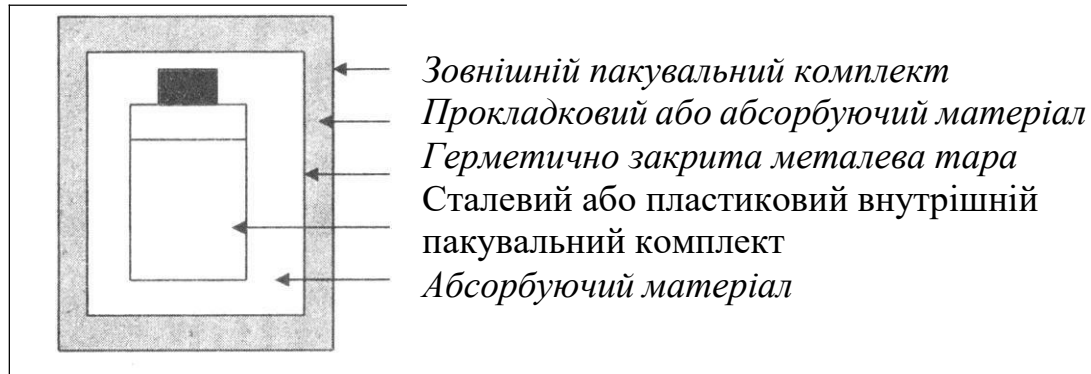 Зовнішній пакувальний комплект
Прокладковий або абсорбуючий матеріал
Герметично закрита металева тара
Сталевий або пластиковий внутрішній
пакувальний комплект
Абсорбуючий матеріал